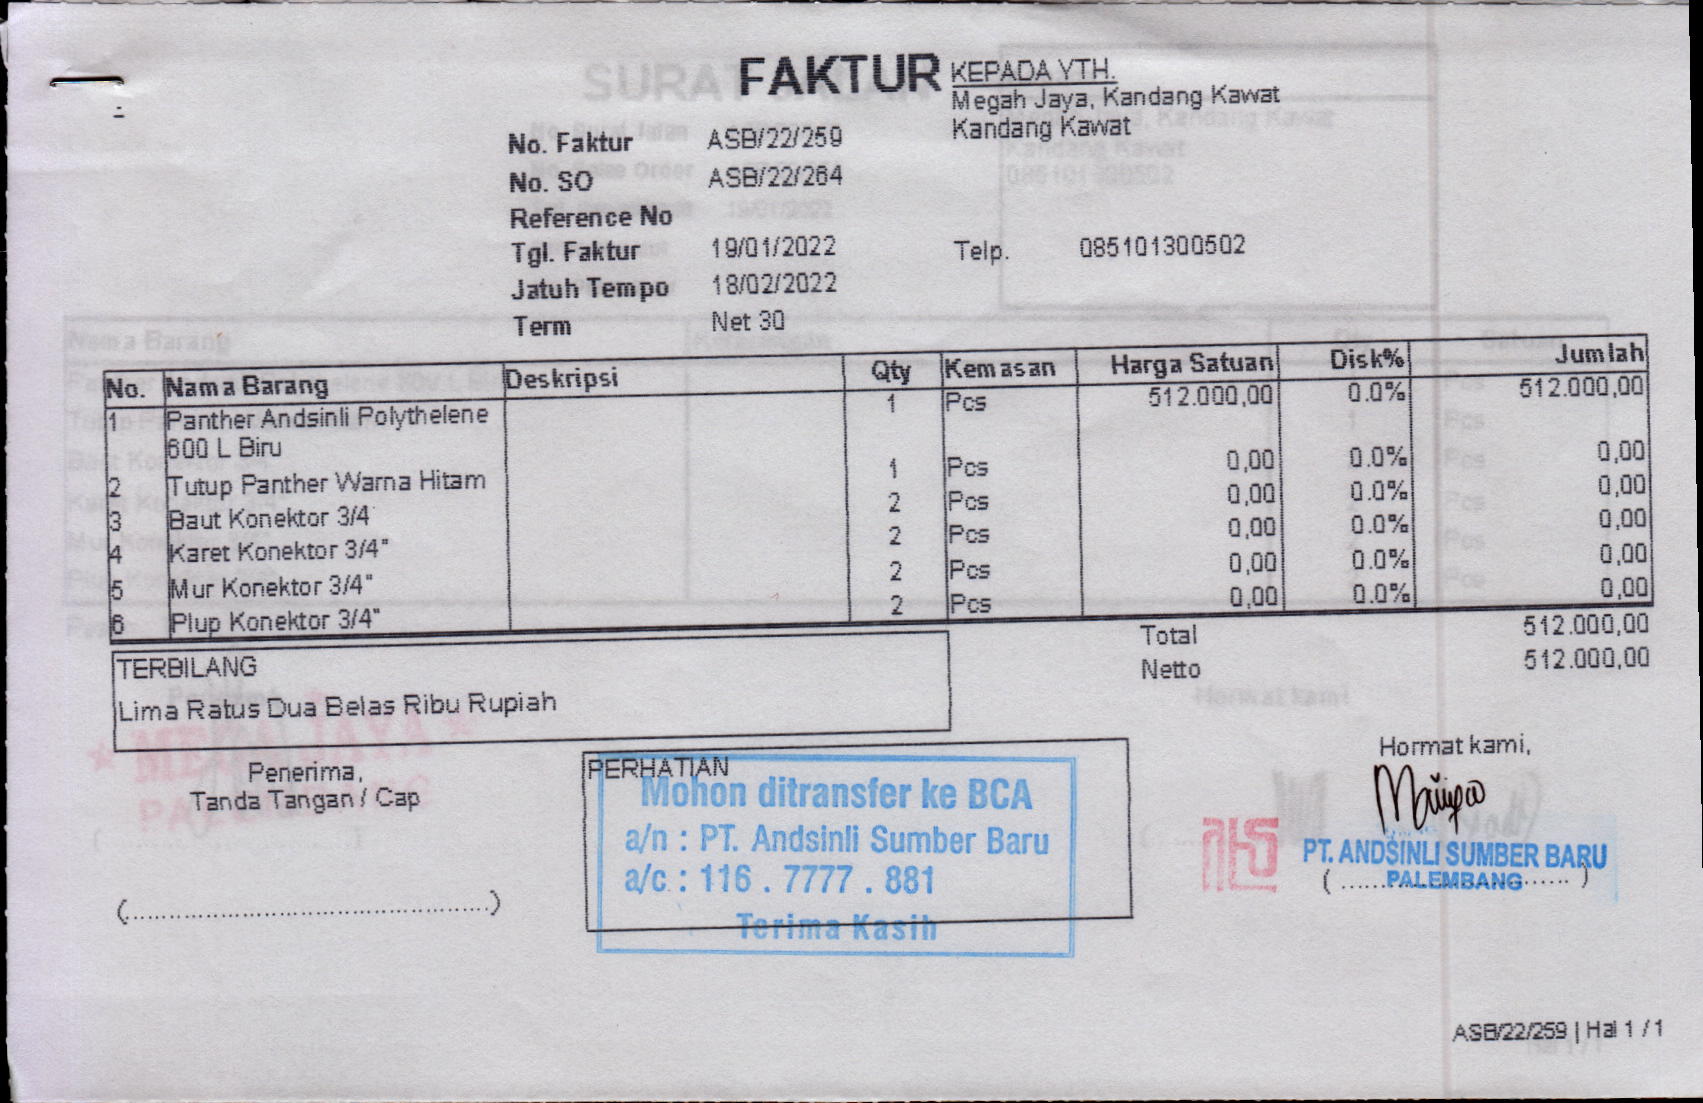 FAKTUR
KEPADA YTH.
Megah Jaya, Kandang Kawat
Kandang Kawat
No. Faktur ASB/22/259
No. SO ASB/22/264
Reference No
Tgl. Faktur 19/01/2022
Telp. 085101300502
Jatuh Tempo 18/02/2022
Term Net 30
No. Nama Barang Deskripsi Qty Kemasan Harga Satuan Disk% Jumlah
1 Panther Andsinli Polythelene 1 Pcs 512.000,00 0.0% 512.000,00
600 L Biru
2 Tutup Panther Warna Hitam 1 Pcs 0,00 0.0% 0,00
3 Baut Konektor 3/4 2 Pcs 0,00 0.0% 0,00
4 Karet Konektor 3/4" 2 Pcs 0,00 0.0% 0,00
5 Mur Konektor 3/4" 2 Pcs 0,00 0.0% 0,00
6 Plup Konektor 3/4" 2 Pcs 0,00 0.0% 0,00
Total 512.000,00
Netto 512.000,00
TERBILANG
Lima Ratus Dua Belas Ribu Rupiah
Penerima,
Tanda Tangan / Cap
(................................................)
PERHATIAN
Mohon ditransfer ke BCA
a/n : PT. Andsinli Sumber Baru
a/c. : 116 . 7777 . 881
Terima Kasih
Hormat kami,
PT. ANDSINLI SUMBER BARU
PALEMBANG
ASB/22/259 | Hal 1 / 1